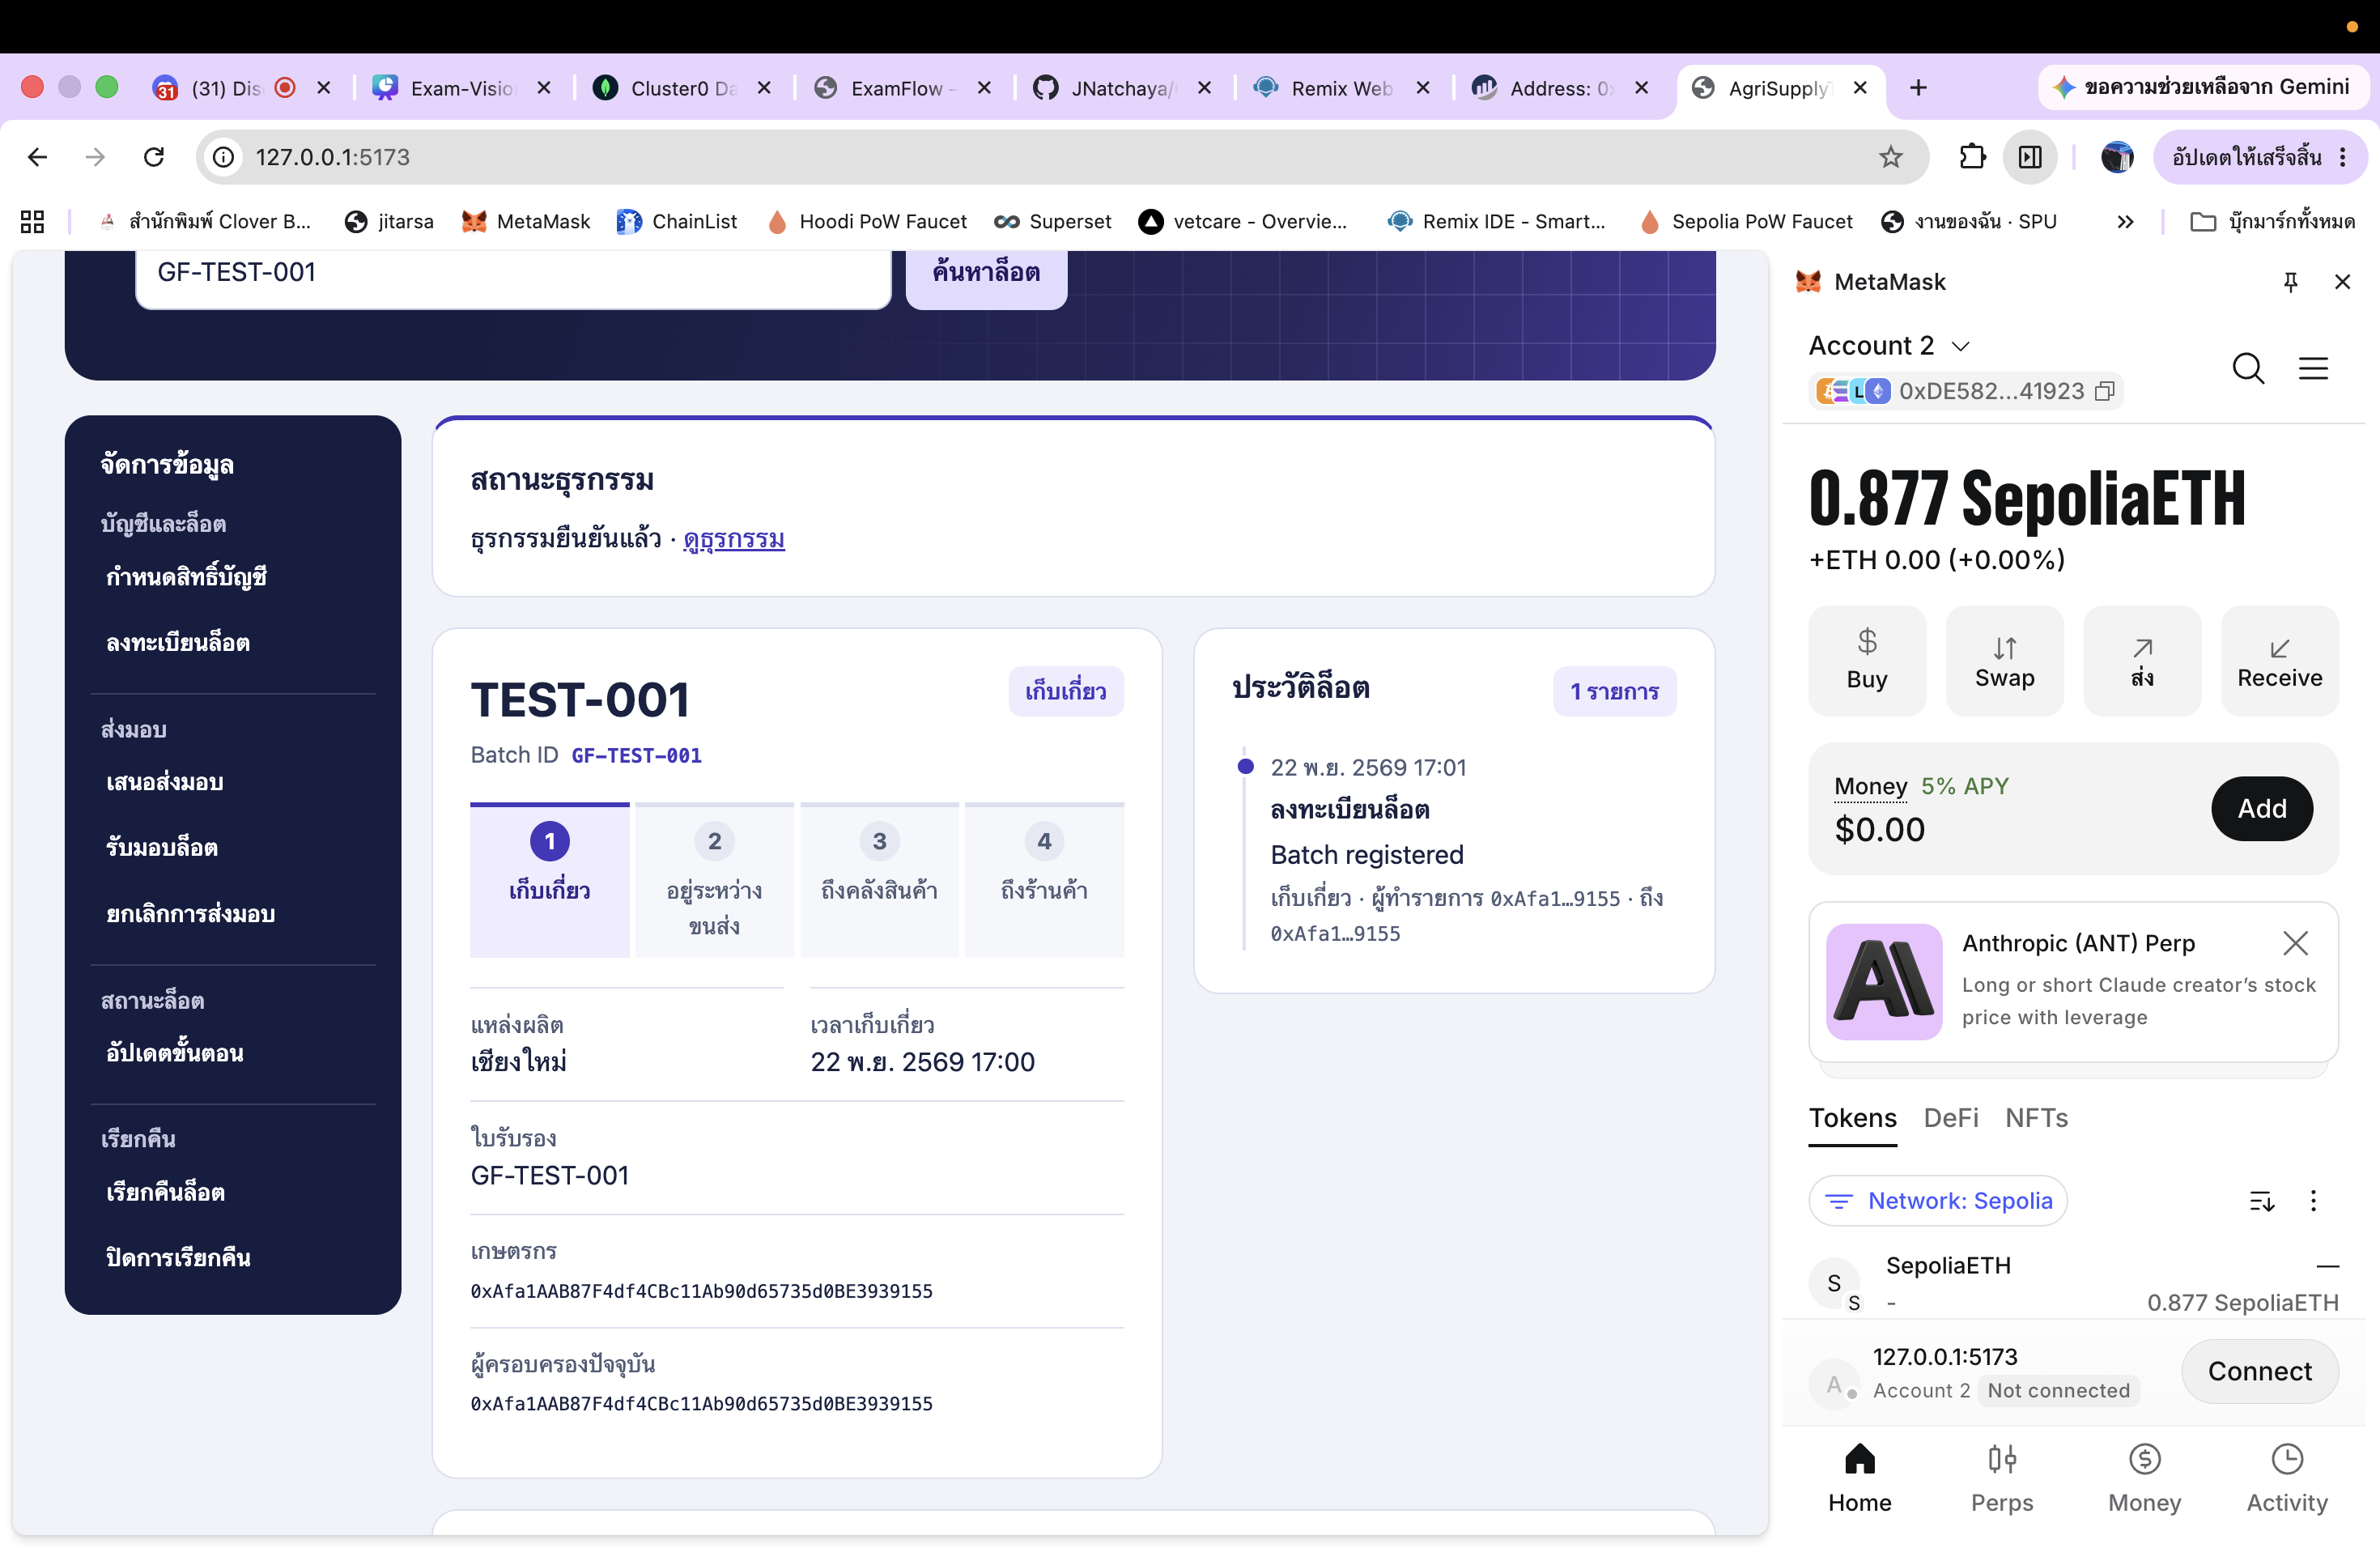 (31) Dis
Exam-Visio
Cluster0 Da
ExamFlow -
JNatchaya/
Remix Web
Address: 0x
AgriSupplyT
ขอความช่วยเหลือจาก Gemini
127.0.0.1:5173
อัปเดตให้เสร็จสิ้น
สำนักพิมพ์ Clover B...
jitarsa
MetaMask
ChainList
Hoodi PoW Faucet
Superset
vetcare - Overvie...
Remix IDE - Smart...
Sepolia PoW Faucet
งานของฉัน · SPU
บุ๊กมาร์กทั้งหมด
GF-TEST-001
ค้นหาล็อต
จัดการข้อมูล
บัญชีและล็อต
กำหนดสิทธิ์บัญชี
ลงทะเบียนล็อต
ส่งมอบ
เสนอส่งมอบ
รับมอบล็อต
ยกเลิกการส่งมอบ
สถานะล็อต
อัปเดตขั้นตอน
เรียกคืน
เรียกคืนล็อต
ปิดการเรียกคืน
สถานะธุรกรรม
ธุรกรรมยืนยันแล้ว · ดูธุรกรรม
TEST-001
เก็บเกี่ยว
Batch ID GF-TEST-001
1
เก็บเกี่ยว
2
อยู่ระหว่าง
ขนส่ง
3
ถึงคลังสินค้า
4
ถึงร้านค้า
แหล่งผลิต
เชียงใหม่
เวลาเก็บเกี่ยว
22 พ.ย. 2569 17:00
ใบรับรอง
GF-TEST-001
เกษตรกร
0xAfa1AAB87F4df4CBc11Ab90d65735d0BE3939155
ผู้ครอบครองปัจจุบัน
0xAfa1AAB87F4df4CBc11Ab90d65735d0BE3939155
ประวัติล็อต
1 รายการ
22 พ.ย. 2569 17:01
ลงทะเบียนล็อต
Batch registered
เก็บเกี่ยว · ผู้ทำรายการ 0xAfa1…9155 · ถึง
0xAfa1…9155
MetaMask
Account 2
0xDE582...41923
0.877 SepoliaETH
+ETH 0.00 (+0.00%)
Buy
Swap
ส่ง
Receive
Money 5% APY
$0.00
Add
Anthropic (ANT) Perp
Long or short Claude creator's stock
price with leverage
Tokens
DeFi
NFTs
Network: Sepolia
S
S
SepoliaETH
—
-
0.877 SepoliaETH
A
127.0.0.1:5173
Account 2 Not connected
Connect
Home
Perps
Money
Activity